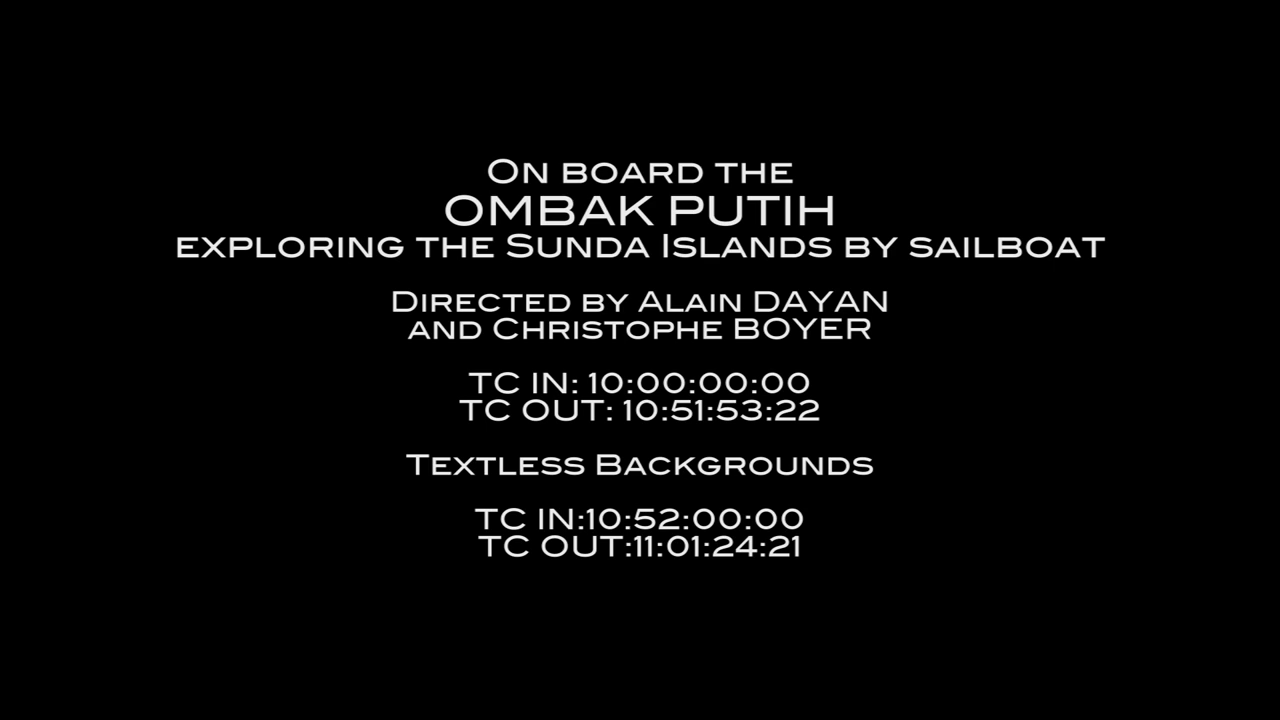 On board the
OMBAK PUTIH
exploring the Sunda Islands by sailboat
Directed by Alain DAYAN
and Christophe BOYER
TC IN: 10:00:00:00
TC OUT: 10:51:53:22
Textless Backgrounds
TC IN:10:52:00:00
TC OUT:11:01:24:21